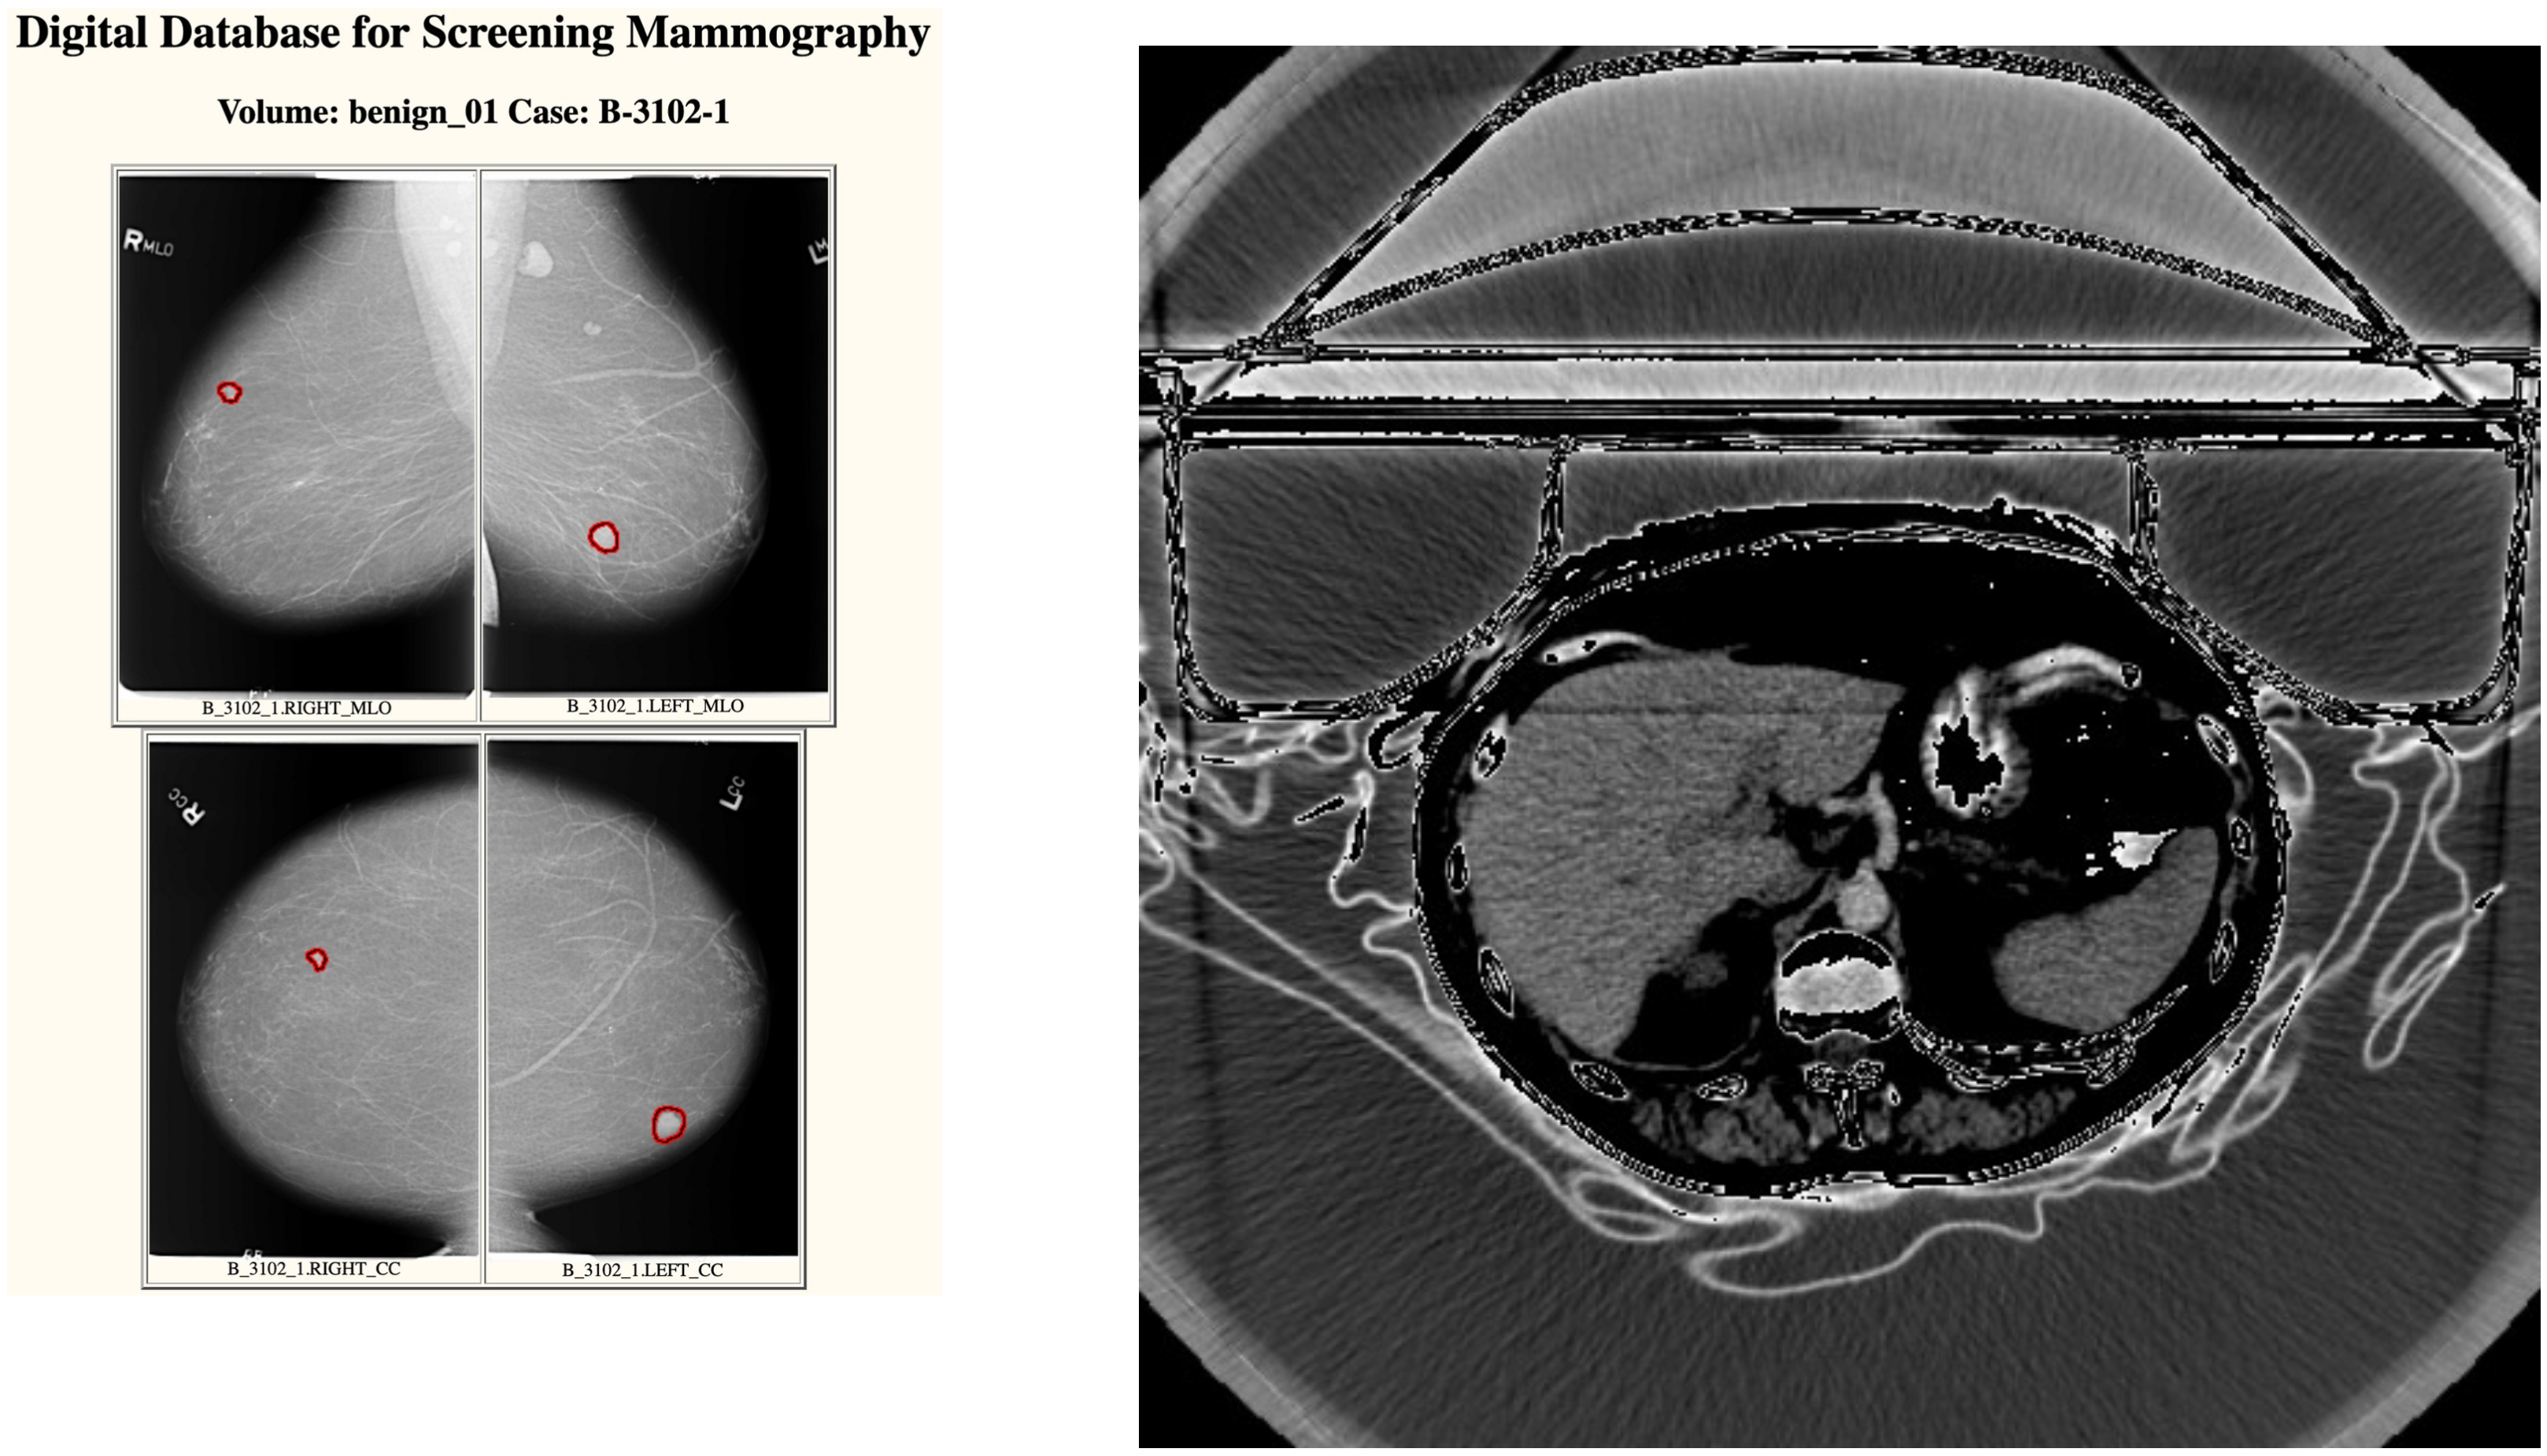 Digital Database for Screening Mammography
Volume: benign_01 Case: B-3102-1
RMLO
LM
B_3102_1.RIGHT_MLO
B_3102_1.LEFT_MLO
RCC
LCC
B_3102_1.RIGHT_CC
B_3102_1.LEFT_CC